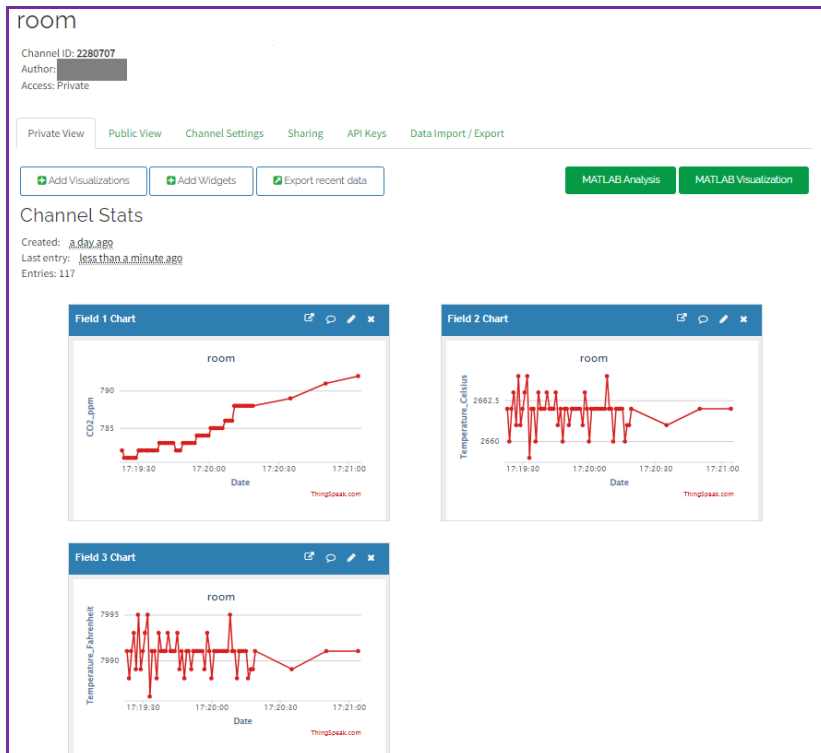 room
Channel ID: 2280707
Author:
Access: Private
Private View Public View Channel Settings Sharing API Keys Data Import / Export
Add Visualizations Add Widgets Export recent data MATLAB Analysis MATLAB Visualization
Channel Stats
Created: a day ago
Last entry: less than a minute ago
Entries: 117
Field 1 Chart
room
CO2_ppm
790
785
17:19:30 17:20:00 17:20:30 17:21:00
Date
ThingSpeak.com
Field 2 Chart
room
Temperature_Celsius
2662.5
2660
17:19:30 17:20:00 17:20:30 17:21:00
Date
ThingSpeak.com
Field 3 Chart
room
Temperature_Fahrenheit
7995
7990
17:19:30 17:20:00 17:20:30 17:21:00
Date
ThingSpeak.com